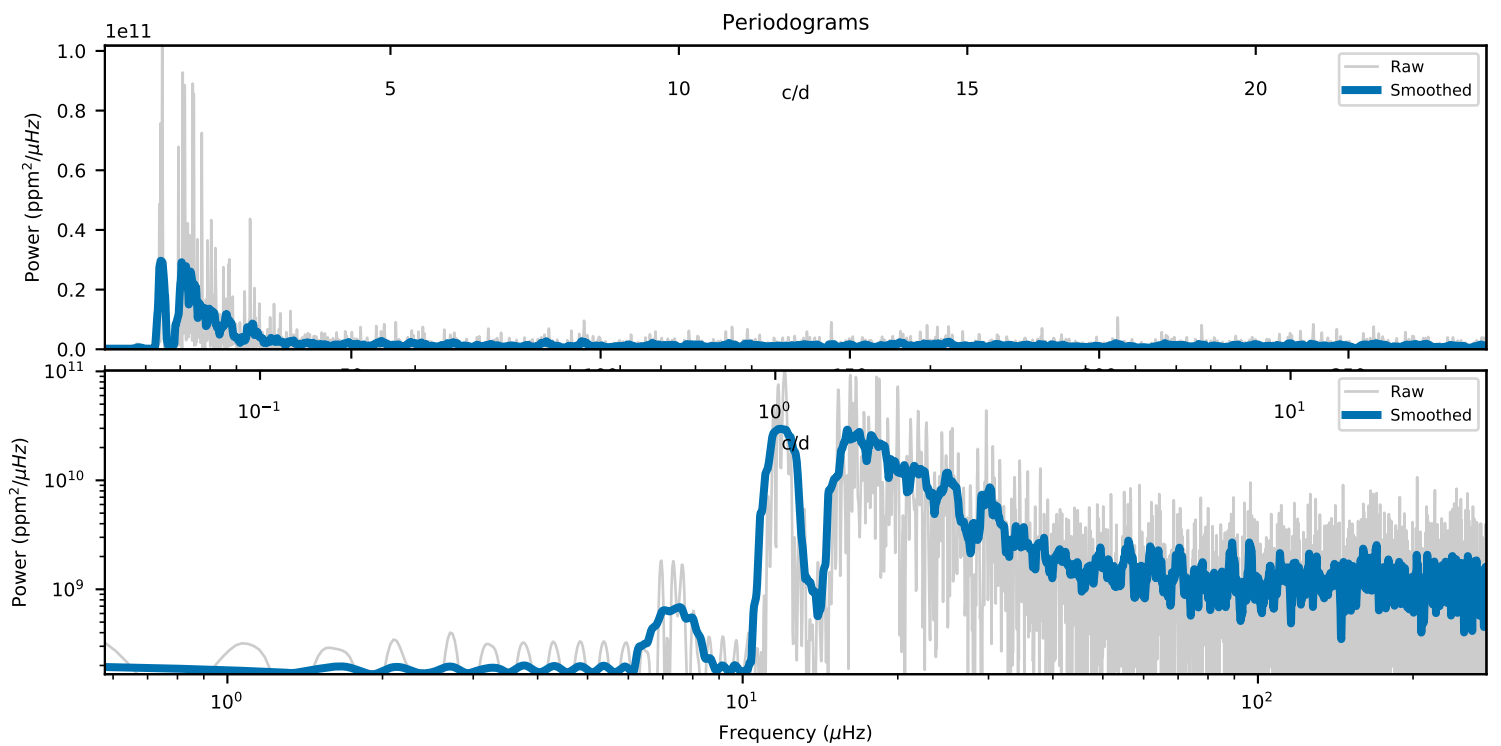 Periodograms
1e11
1.0
0.8
0.6
0.4
0.2
0.0
Power (ppm²/μHz)
5 10 15 20
c/d
Raw
Smoothed
10¹¹
10¹⁰
10⁹
Power (ppm²/μHz)
10⁻¹ 10⁰ 10¹
c/d
Raw
Smoothed
10⁰ 10¹ 10²
Frequency (μHz)